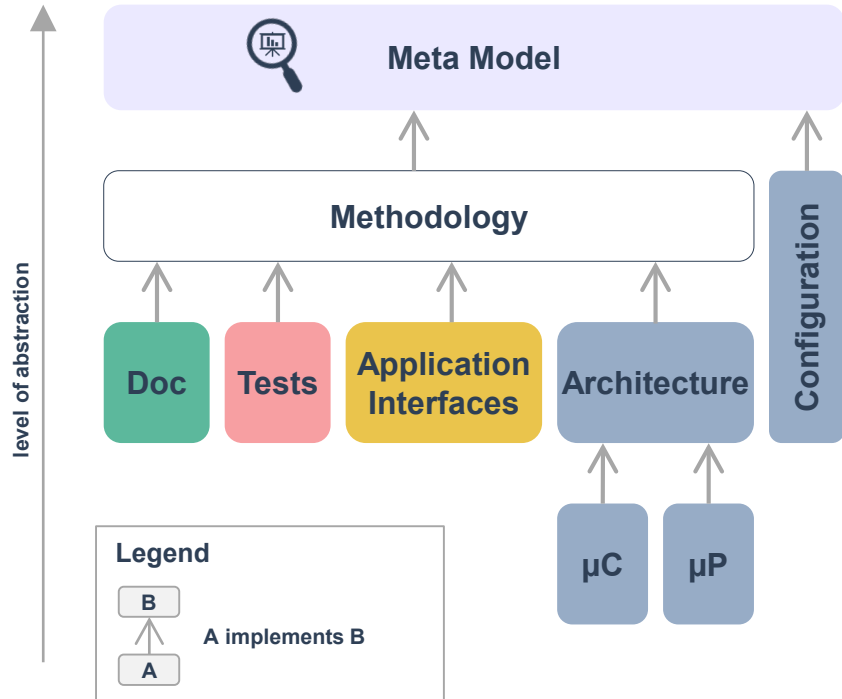 Meta Model
Methodology
Configuration
level of abstraction
Doc
Tests
Application
Interfaces
Architecture
µC
µP
Legend
B
A implements B
A